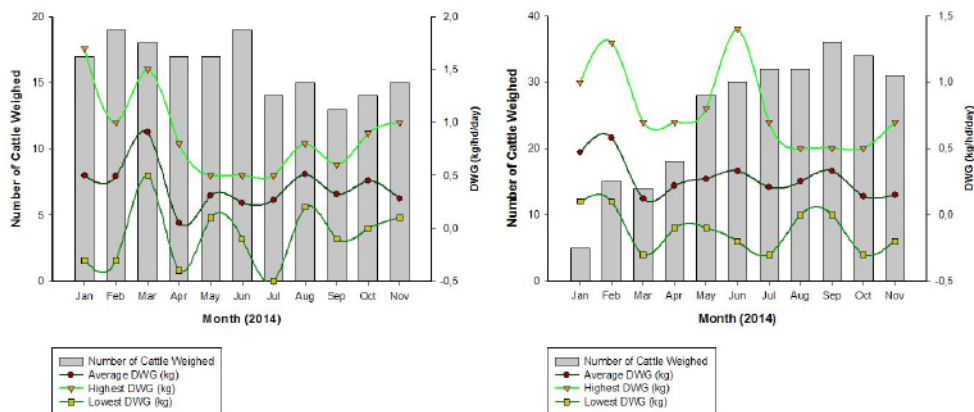 20
15
10
5
0
Number of Cattle Weighed
2,0
1,5
1,0
0,5
0,0
-0,5
DWG (kg/hd/day)
Jan Feb Mar Apr May Jun Jul Aug Sep Oct Nov
Month (2014)
Number of Cattle Weighed
Average DWG (kg)
Highest DWG (kg)
Lowest DWG (kg)
40
30
20
10
0
Number of Cattle Weighed
1,5
1,0
0,5
0,0
-0,5
DWG (kg/hd/day)
Jan Feb Mar Apr May Jun Jul Aug Sep Oct Nov
Month (2014)
Number of Cattle Weighed
Average DWG (kg)
Highest DWG (kg)
Lowest DWG (kg)